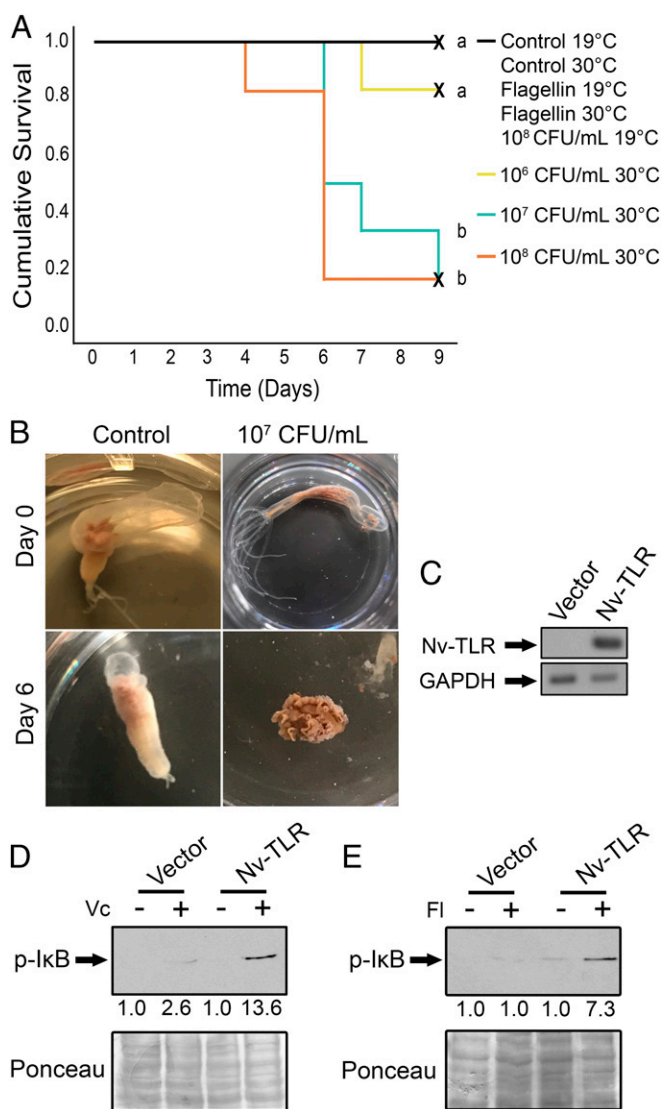 A
Cumulative Survival
1.0
0.8
0.6
0.4
0.2
0.0
0 1 2 3 4 5 6 7 8 9
Time (Days)
X a
X a
b
X b
Control 19°C
Control 30°C
Flagellin 19°C
Flagellin 30°C
10⁸ CFU/mL 19°C
10⁶ CFU/mL 30°C
10⁷ CFU/mL 30°C
10⁸ CFU/mL 30°C
B
Control 10⁷ CFU/mL
Day 0
Day 6
C
Vector Nv-TLR
Nv-TLR
GAPDH
D
Vector Nv-TLR
Vc - + - +
p-IκB
1.0 2.6 1.0 13.6
Ponceau
E
Vector Nv-TLR
Fl - + - +
p-IκB
1.0 1.0 1.0 7.3
Ponceau